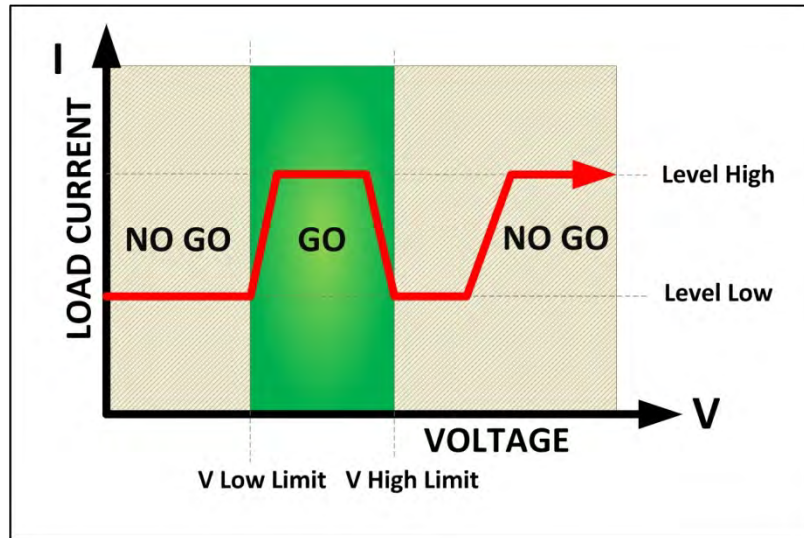 I
LOAD CURRENT
NO GO
GO
NO GO
Level High
Level Low
V
VOLTAGE
V Low Limit
V High Limit